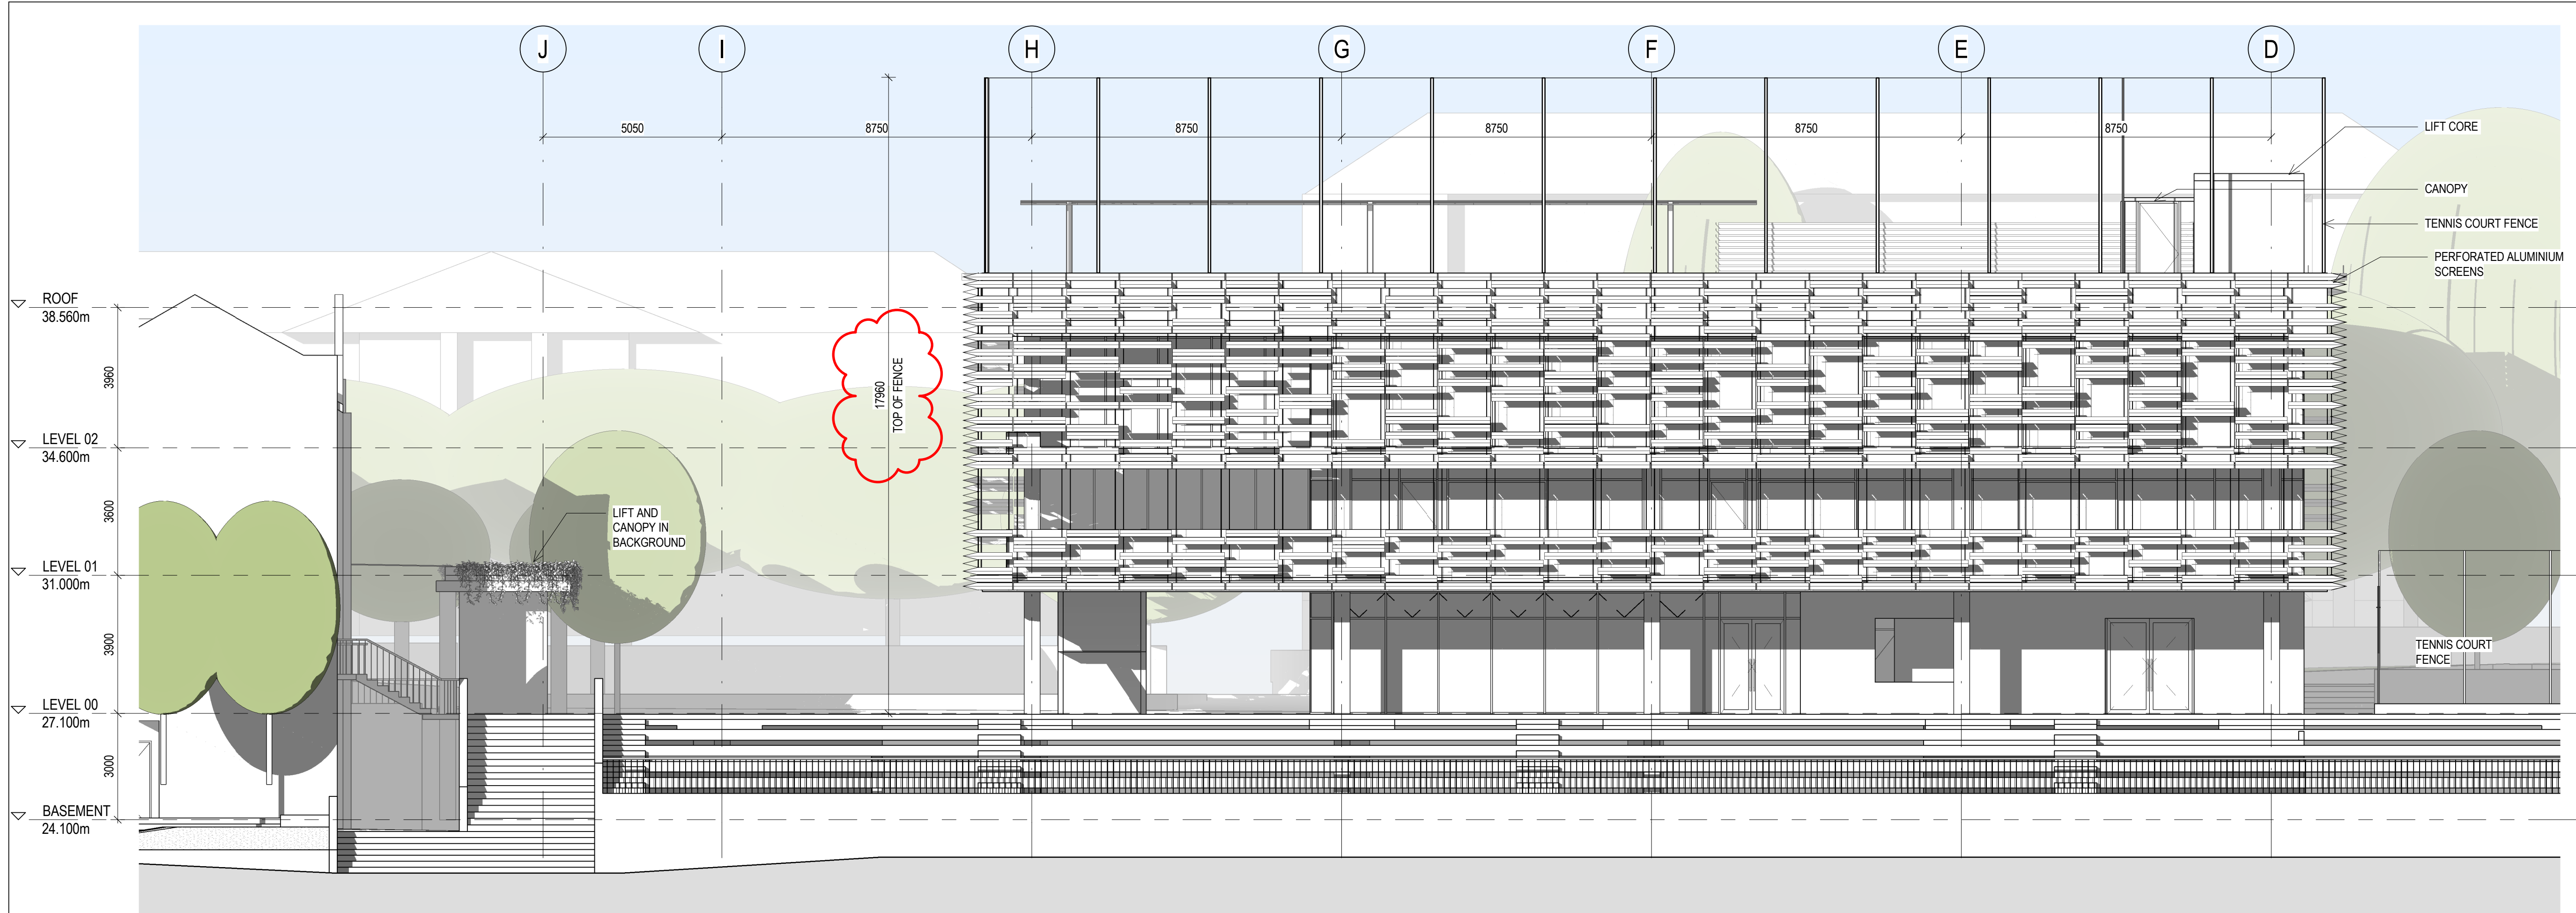 J
I
H
G
F
E
D
5050
8750
8750
8750
8750
8750
LIFT CORE
CANOPY
TENNIS COURT FENCE
PERFORATED ALUMINIUM
SCREENS
ROOF
38.560m
3960
17960
TOP OF FENCE
LEVEL 02
34.600m
3600
LIFT AND
CANOPY IN
BACKGROUND
LEVEL 01
31.000m
3900
TENNIS COURT
FENCE
LEVEL 00
27.100m
3000
BASEMENT
24.100m